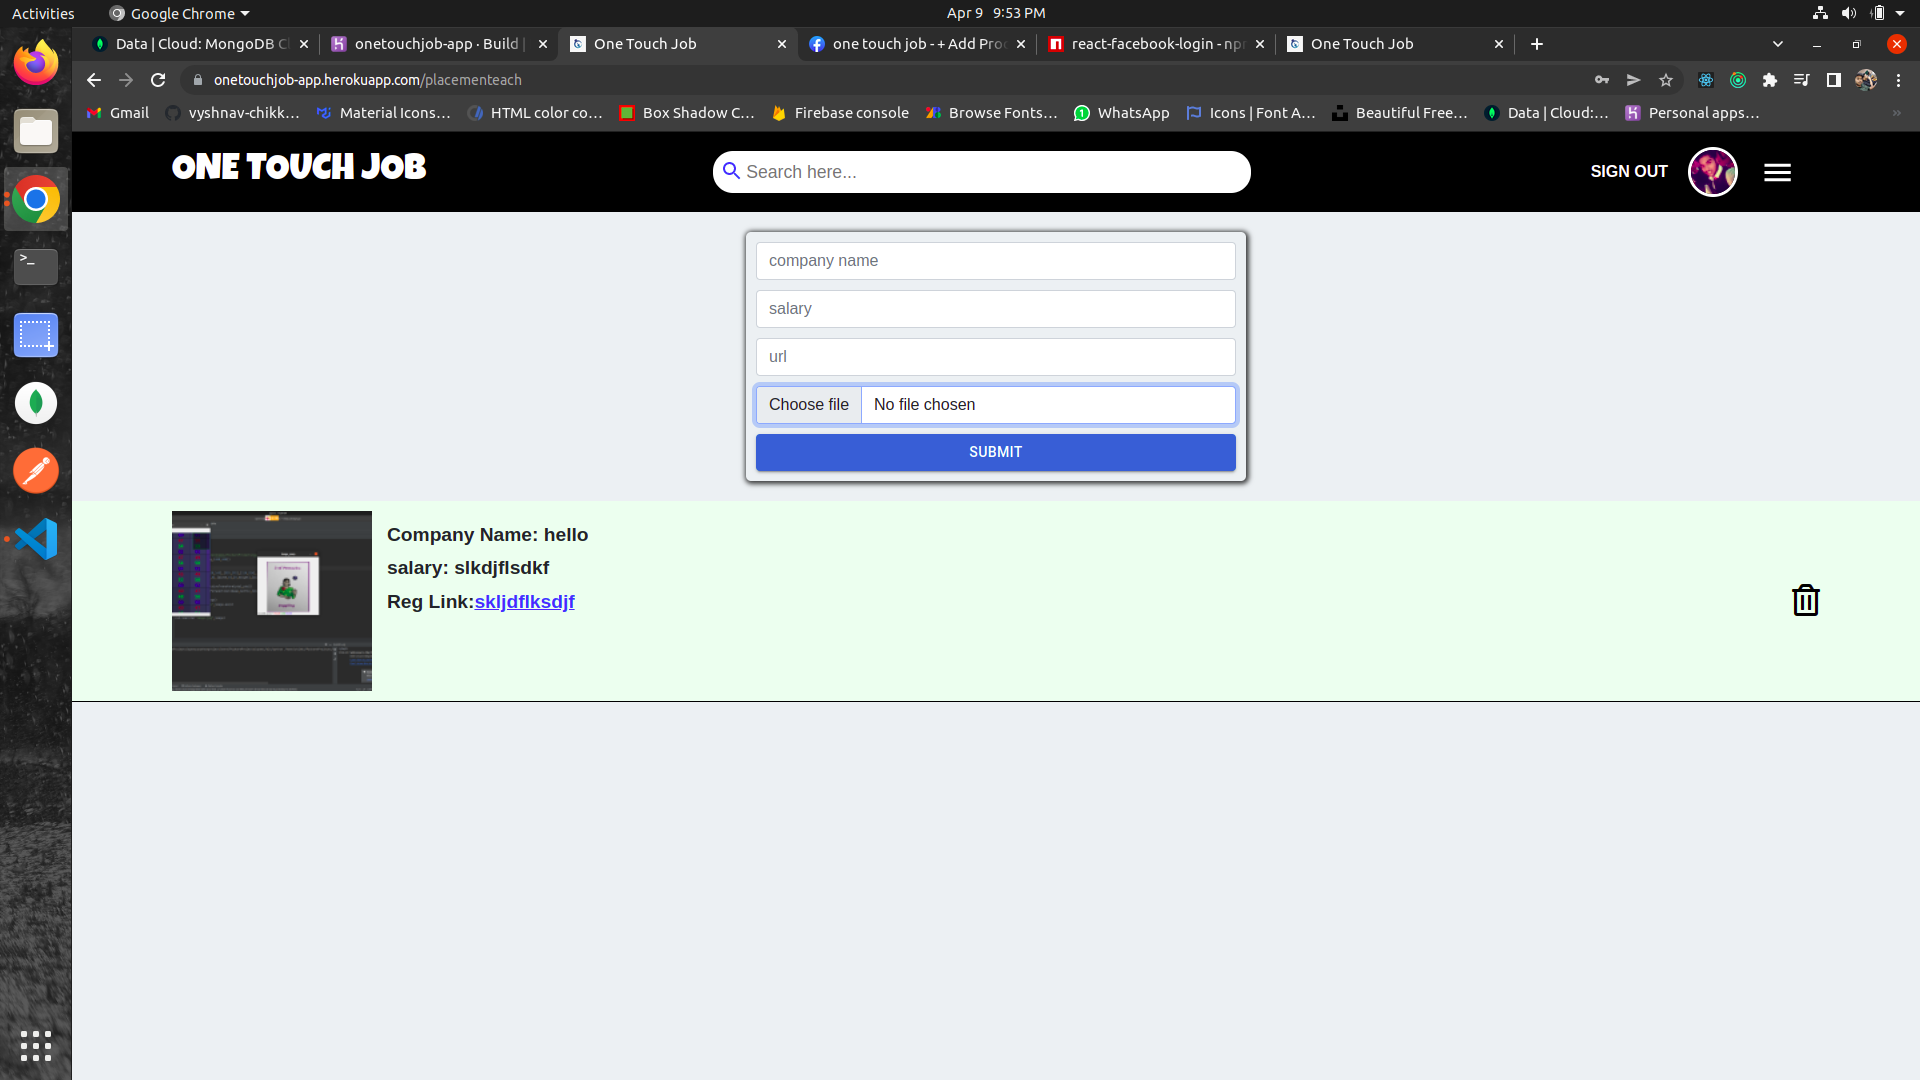 Activities
Google Chrome
Apr 9 9:53 PM
Data | Cloud: MongoDB Cl
onetouchjob-app · Build |
One Touch Job
one touch job - + Add Pro
react-facebook-login - np
One Touch Job
onetouchjob-app.herokuapp.com/placementeach
Gmail
vyshnav-chikk...
Material Icons...
HTML color co...
Box Shadow C...
Firebase console
Browse Fonts...
WhatsApp
Icons | Font A...
Beautiful Free...
Data | Cloud:...
Personal apps...
ONE TOUCH JOB
Search here...
SIGN OUT
company name
salary
url
Choose file No file chosen
SUBMIT
Company Name: hello
salary: slkdjflsdkf
Reg Link:skljdflksdjf